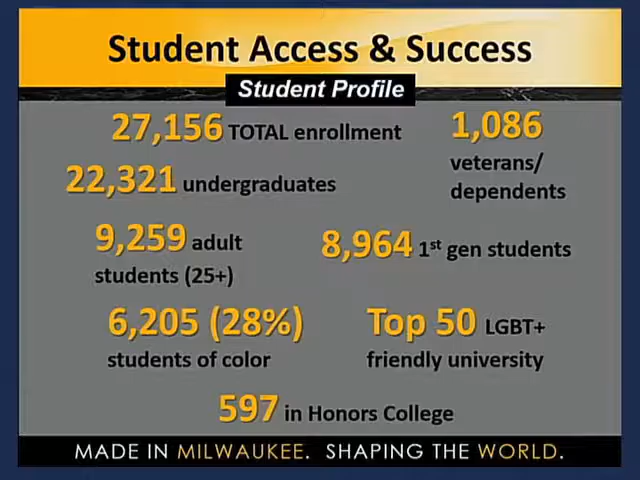 Student Access & Success
Student Profile
27,156 TOTAL enrollment
1,086
veterans/
dependents
22,321 undergraduates
9,259 adult
students (25+)
8,964 1st gen students
6,205 (28%)
students of color
Top 50 LGBT+
friendly university
597 in Honors College
MADE IN MILWAUKEE. SHAPING THE WORLD.